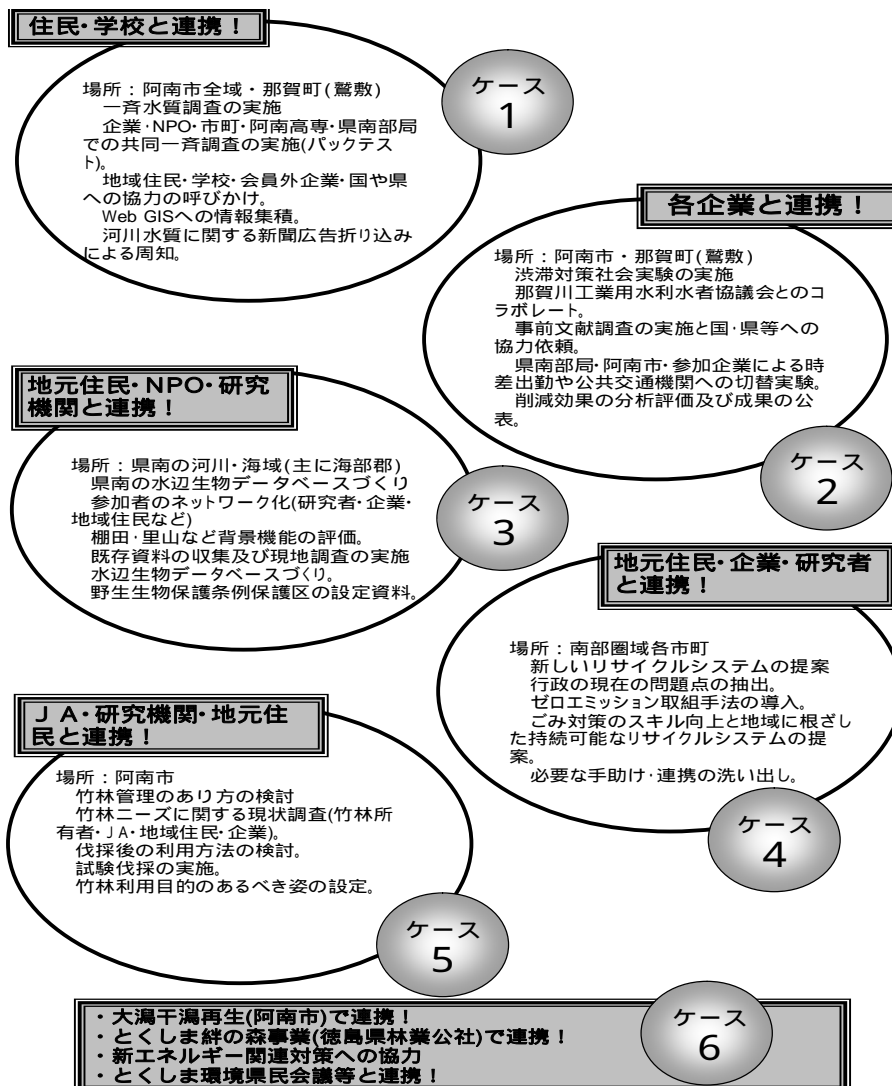 住民・学校と連携！
ケース
1
場所：阿南市全域・那賀町(鷲敷)
一斉水質調査の実施
企業・NPO・市町・阿南高専・県南部局
での共同一斉調査の実施(パックテス
ト)。
地域住民・学校・会員外企業・国や県
への協力の呼びかけ。
Web GISへの情報集積。
河川水質に関する新聞広告折り込み
による周知。
各企業と連携！
場所：阿南市・那賀町(鷲敷)
渋滞対策社会実験の実施
那賀川工業用水利水者協議会とのコ
ラボレート。
事前文献調査の実施と国・県等への
協力依頼。
県南部局・阿南市・参加企業による時
差出勤や公共交通機関への切替実験。
削減効果の分析評価及び成果の公
表。
ケース
2
地元住民・NPO・研究
機関と連携！
場所：県南の河川・海域(主に海部郡)
県南の水辺生物データベースづくり
参加者のネットワーク化(研究者・企業・
地域住民など)
棚田・里山など背景機能の評価。
既存資料の収集及び現地調査の実施
水辺生物データベースづくり。
野生生物保護条例保護区の設定資料。
ケース
3
地元住民・企業・研究者
と連携！
場所：南部圏域各市町
新しいリサイクルシステムの提案
行政の現在の問題点の抽出。
ゼロエミッション取組手法の導入。
ごみ対策のスキル向上と地域に根ざし
た持続可能なリサイクルシステムの提
案。
必要な手助け・連携の洗い出し。
ケース
4
ＪＡ・研究機関・地元住
民と連携！
場所：阿南市
竹林管理のあり方の検討
竹林ニーズに関する現状調査(竹林所
有者・JA・地域住民・企業)。
伐採後の利用方法の検討。
試験伐採の実施。
竹林利用目的のあるべき姿の設定。
ケース
5
・大潟干潟再生(阿南市)で連携！
・とくしま絆の森事業(徳島県林業公社)で連携！
・新エネルギー関連対策への協力
・とくしま環境県民会議等と連携！
ケース
6